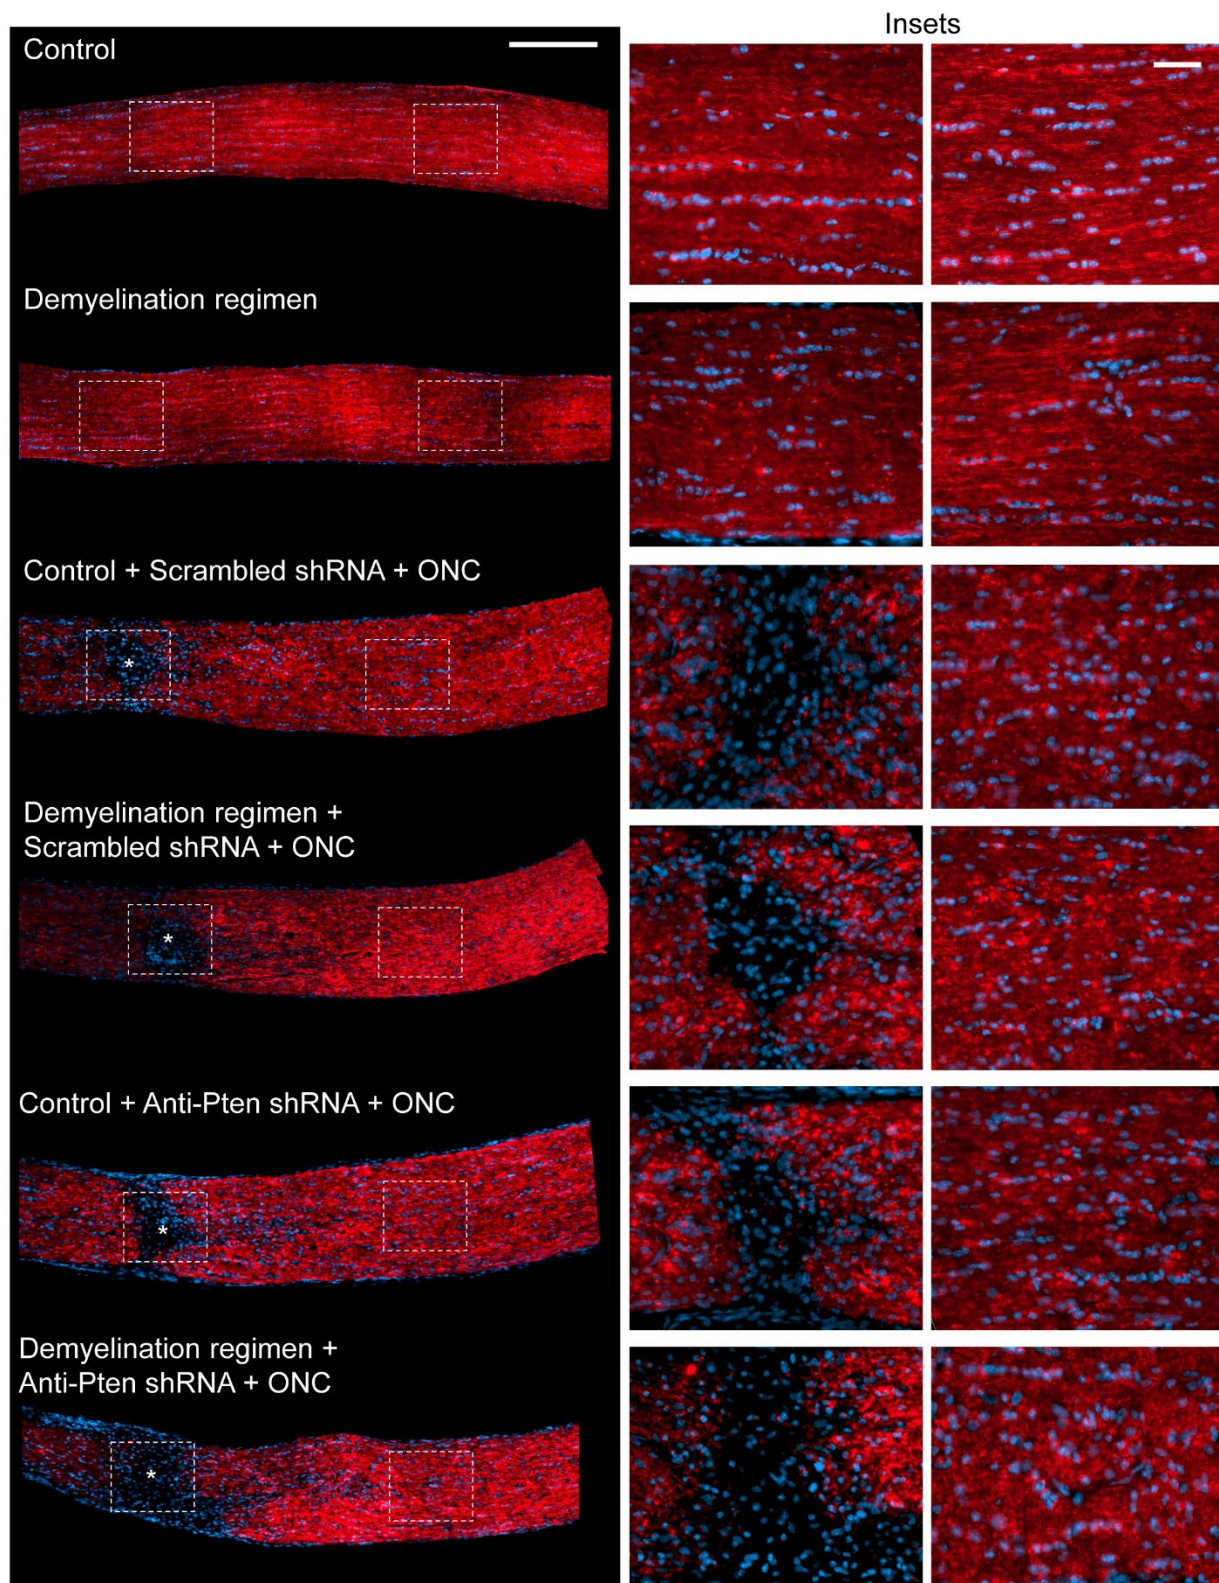 Insets
Control
Demyelination regimen
Control + Scrambled shRNA + ONC
*
Demyelination regimen +
Scrambled shRNA + ONC
*
Control + Anti-Pten shRNA + ONC
*
Demyelination regimen +
Anti-Pten shRNA + ONC
*